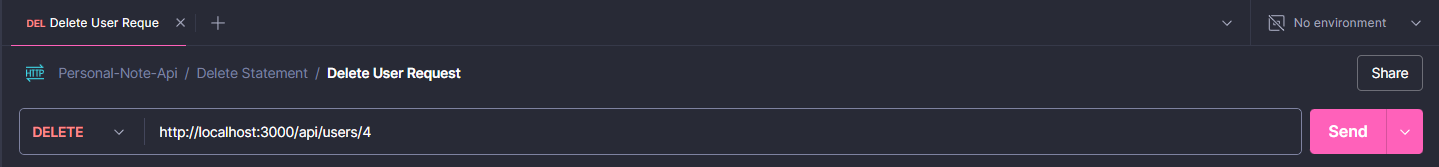 DEL Delete User Reque
No environment
HTTP Personal-Note-Api / Delete Statement / Delete User Request
Share
DELETE http://localhost:3000/api/users/4
Send